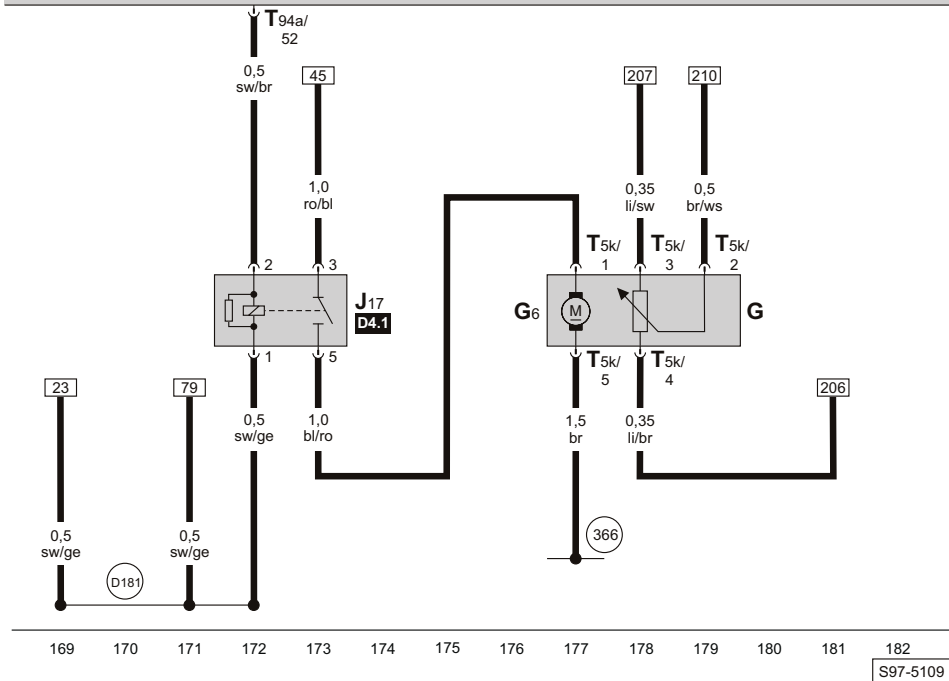 T94a/
52
0,5
sw/br
45
207
210
1,0
ro/bl
0,35
li/sw
0,5
br/ws
T5k/
1
T5k/
3
T5k/
2
2
3
J17
D4.1
G6
M
G
1
5
T5k/
5
T5k/
4
23
79
206
0,5
sw/ge
1,0
bl/ro
1,5
br
0,35
li/br
0,5
sw/ge
0,5
sw/ge
366
D181
169 170 171 172 173 174 175 176 177 178 179 180 181 182
S97-5109